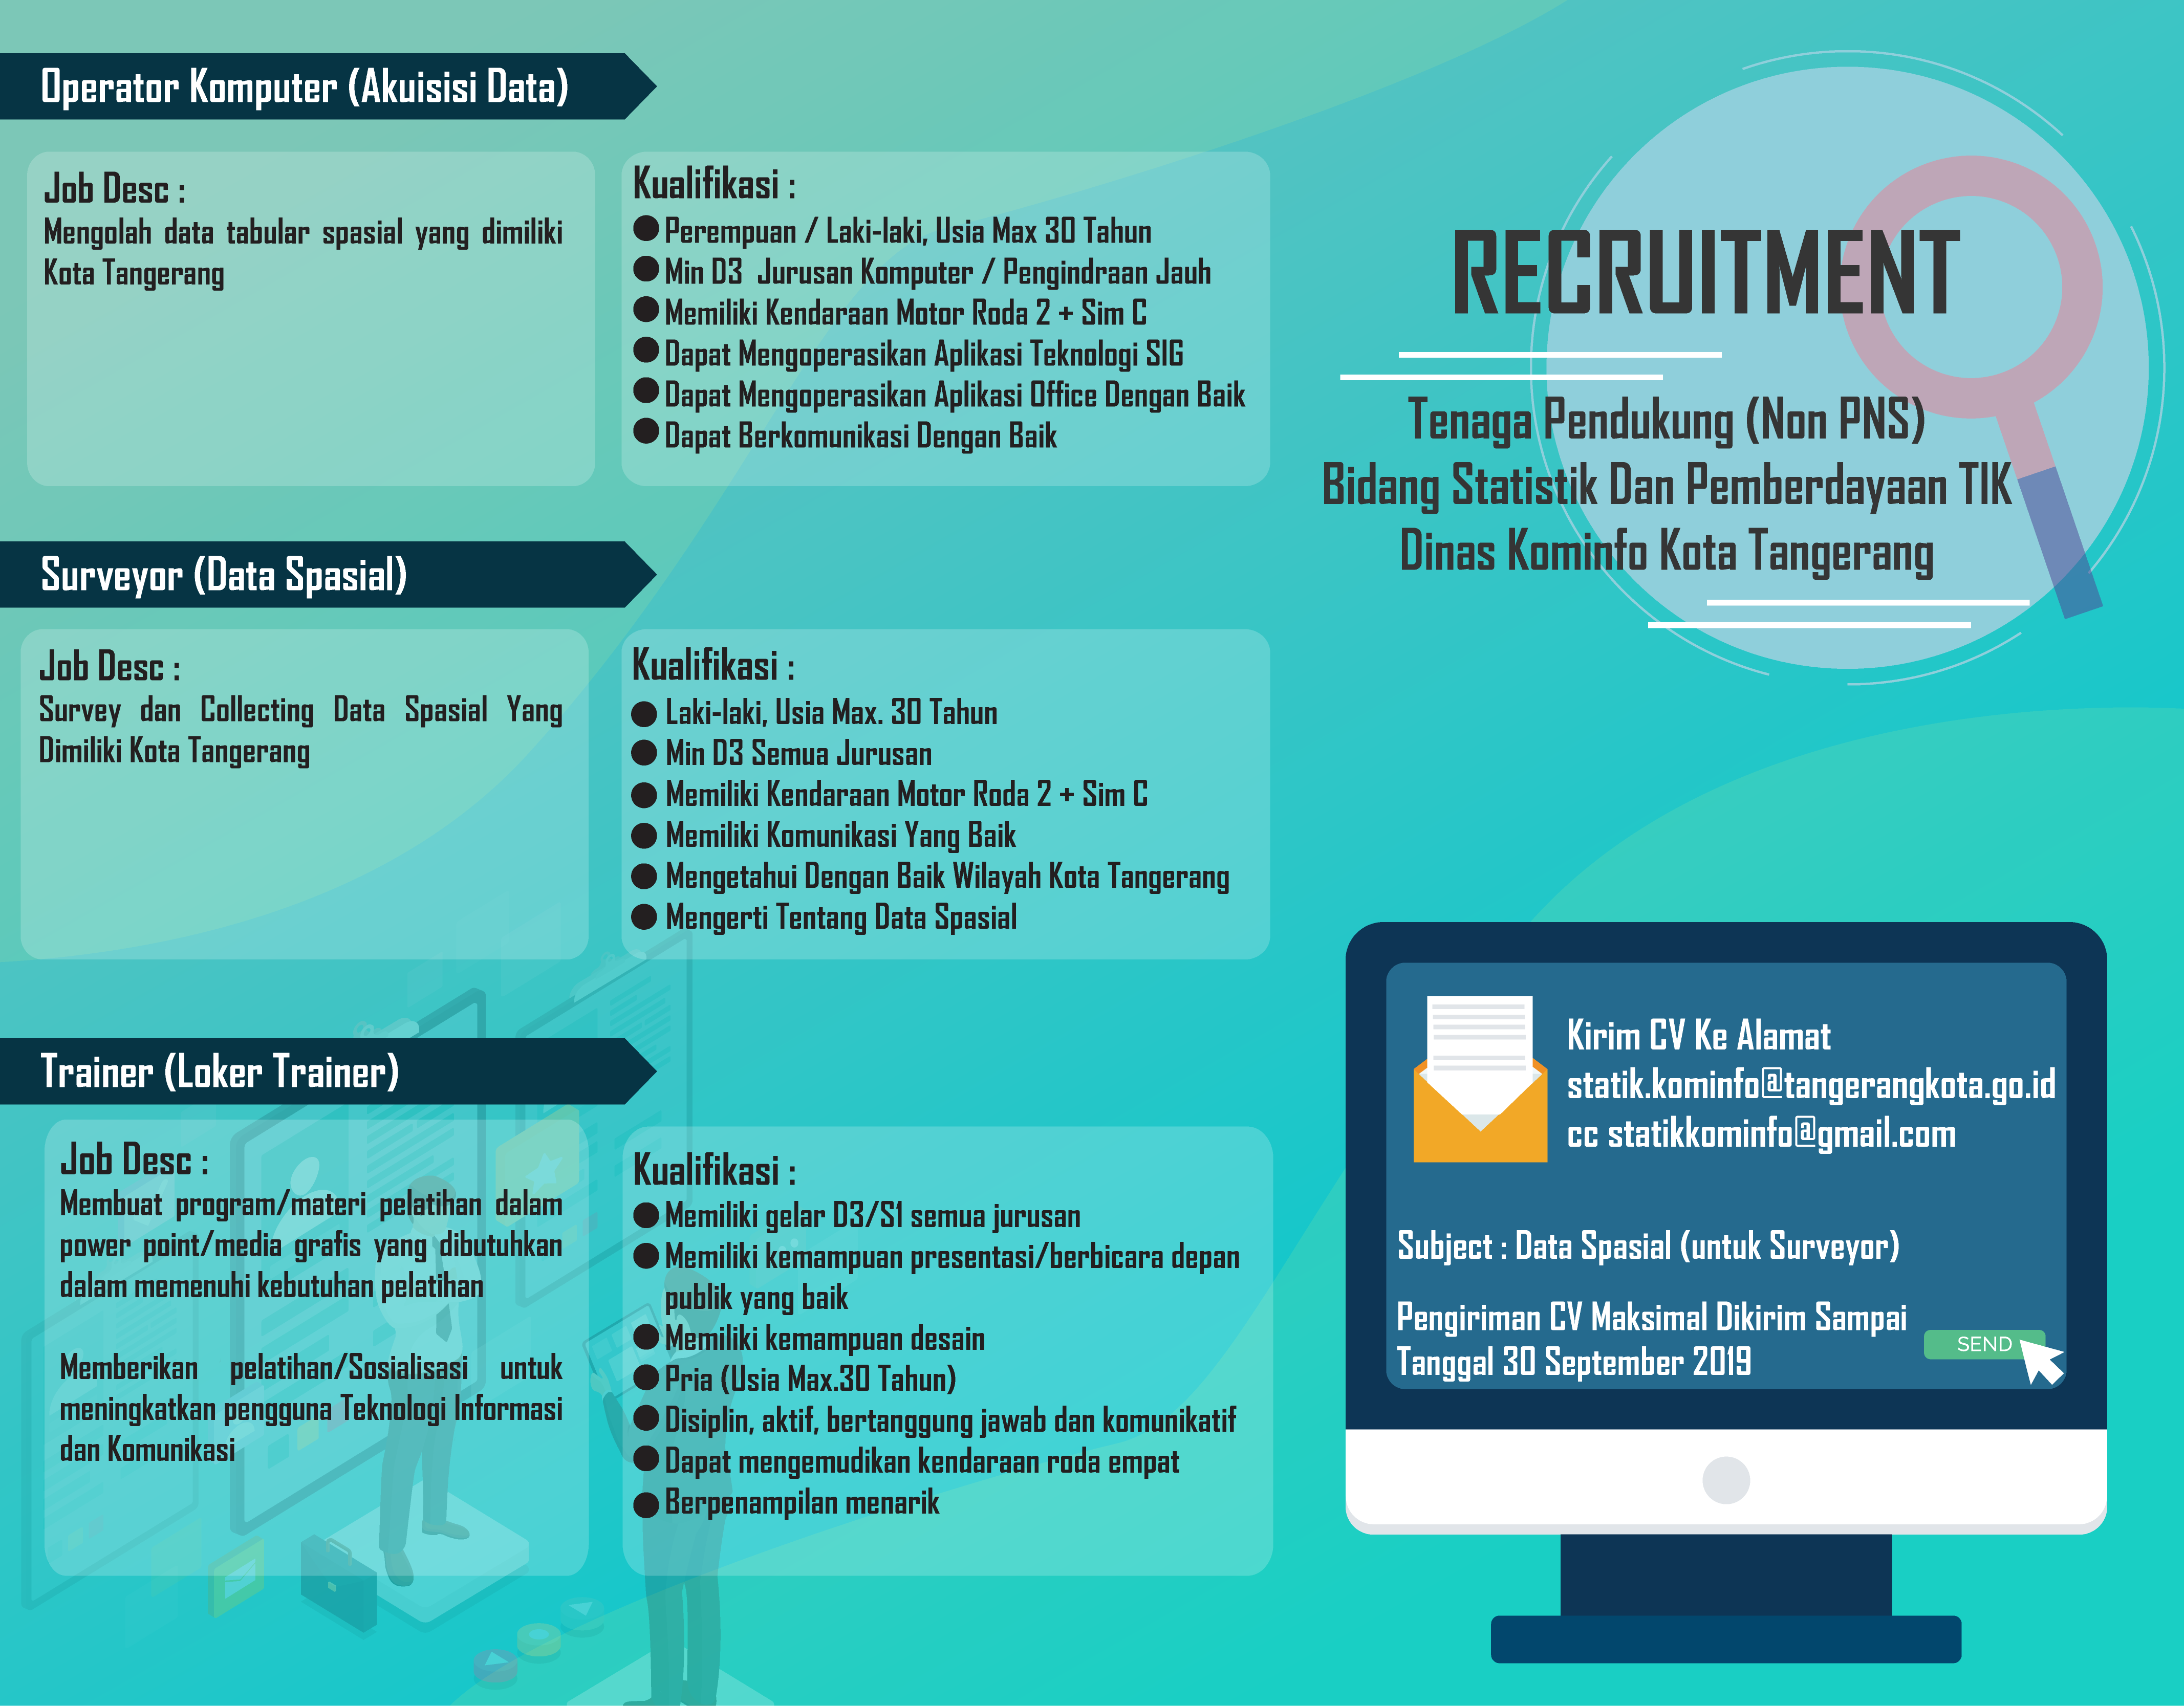 Operator Komputer (Akuisisi Data)
Job Desc :
Mengolah data tabular spasial yang dimiliki
Kota Tangerang
Kualifikasi :
Perempuan / Laki-laki, Usia Max 30 Tahun
Min D3 Jurusan Komputer / Pengindraan Jauh
Memiliki Kendaraan Motor Roda 2 + Sim C
Dapat Mengoperasikan Aplikasi Teknologi SIG
Dapat Mengoperasikan Aplikasi Office Dengan Baik
Dapat Berkomunikasi Dengan Baik
Surveyor (Data Spasial)
Job Desc :
Survey dan Collecting Data Spasial Yang
Dimiliki Kota Tangerang
Kualifikasi :
Laki-laki, Usia Max. 30 Tahun
Min D3 Semua Jurusan
Memiliki Kendaraan Motor Roda 2 + Sim C
Memiliki Komunikasi Yang Baik
Mengetahui Dengan Baik Wilayah Kota Tangerang
Mengerti Tentang Data Spasial
Trainer (Loker Trainer)
Job Desc :
Membuat program/materi pelatihan dalam
power point/media grafis yang dibutuhkan
dalam memenuhi kebutuhan pelatihan
Memberikan pelatihan/Sosialisasi untuk
meningkatkan pengguna Teknologi Informasi
dan Komunikasi
Kualifikasi :
Memiliki gelar D3/S1 semua jurusan
Memiliki kemampuan presentasi/berbicara depan
publik yang baik
Memiliki kemampuan desain
Pria (Usia Max.30 Tahun)
Disiplin, aktif, bertanggung jawab dan komunikatif
Dapat mengemudikan kendaraan roda empat
Berpenampilan menarik
RECRUITMENT
Tenaga Pendukung (Non PNS)
Bidang Statistik Dan Pemberdayaan TIK
Dinas Kominfo Kota Tangerang
Kirim CV Ke Alamat
statik.kominfo@tangerangkota.go.id
cc statikkominfo@gmail.com
Subject : Data Spasial (untuk Surveyor)
Pengiriman CV Maksimal Dikirim Sampai
Tanggal 30 September 2019
SEND